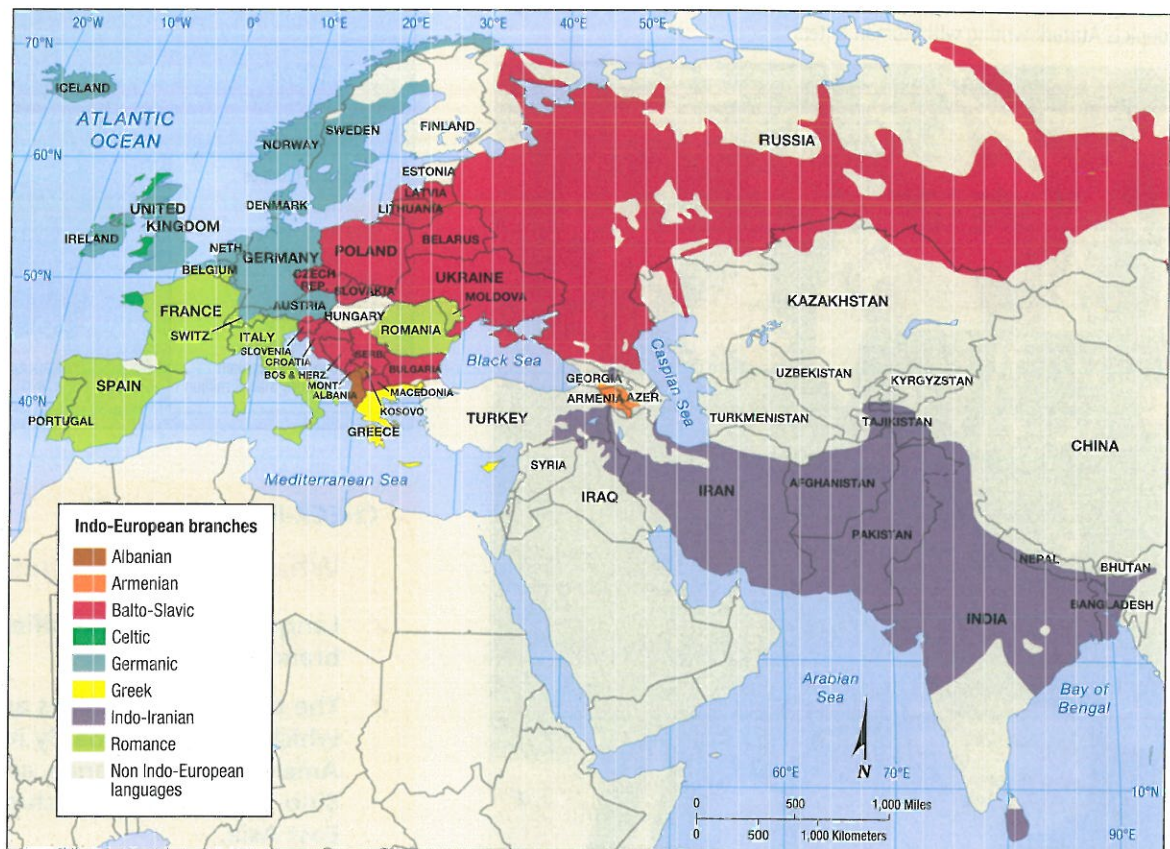 20°W
10°W
0°
10°E
20°E
30°E
40°E
50°E
70°N
ICELAND
ATLANTIC
OCEAN
SWEDEN
FINLAND
NORWAY
RUSSIA
60°N
ESTONIA
LATVIA
LITHUANIA
DENMARK
UNITED
KINGDOM
IRELAND
NETH.
GERMANY
POLAND
BELARUS
BELGIUM
50°N
CZECH
REP.
UKRAINE
SLOVAKIA
MOLDOVA
FRANCE
AUSTRIA
HUNGARY
KAZAKHSTAN
SWITZ.
ITALY
ROMANIA
SLOVENIA
CROATIA
BOS & HERZ.
SERB.
BULGARIA
Black Sea
Caspian Sea
UZBEKISTAN
KYRGYZSTAN
GEORGIA
SPAIN
MONT.
ALBANIA
MACEDONIA
KOSOVO
ARMENIA
AZER.
40°N
PORTUGAL
GREECE
TURKEY
TURKMENISTAN
TAJIKISTAN
CHINA
Mediterranean Sea
SYRIA
IRAQ
IRAN
AFGHANISTAN
PAKISTAN
NEPAL
BHUTAN
BANGLADESH
INDIA
Arabian
Sea
Bay of
Bengal
Indo-European branches
Albanian
Armenian
Balto-Slavic
Celtic
Germanic
Greek
Indo-Iranian
Romance
Non Indo-European
languages
N
60°E
70°E
10°N
0 500 1,000 Miles
0 500 1,000 Kilometers
90°E